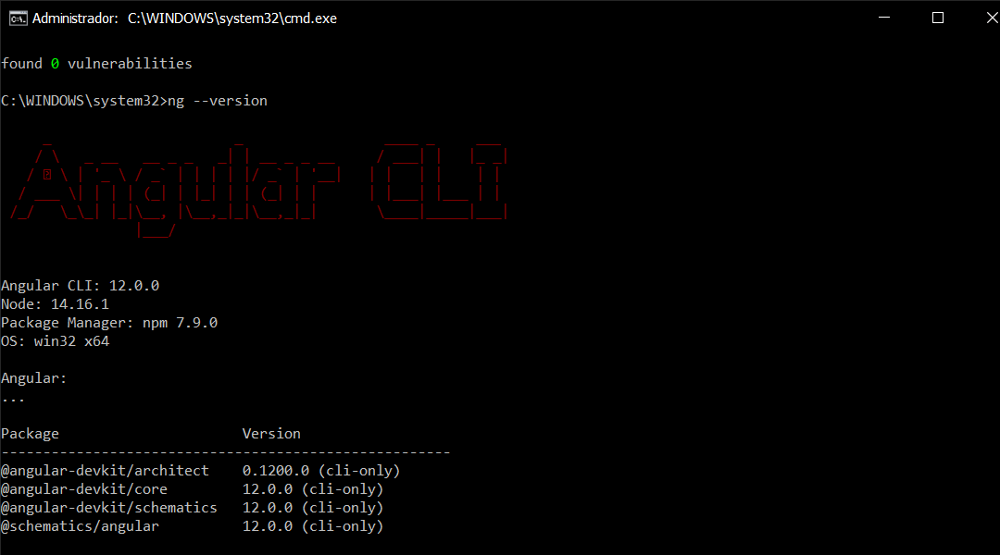 Administrador: C:\WINDOWS\system32\cmd.exe
found 0 vulnerabilities
C:\WINDOWS\system32>ng --version
Angular CLI
Angular CLI: 12.0.0
Node: 14.16.1
Package Manager: npm 7.9.0
OS: win32 x64
Angular:
...
Package Version
------------------------------------------------------
@angular-devkit/architect 0.1200.0 (cli-only)
@angular-devkit/core 12.0.0 (cli-only)
@angular-devkit/schematics 12.0.0 (cli-only)
@schematics/angular 12.0.0 (cli-only)